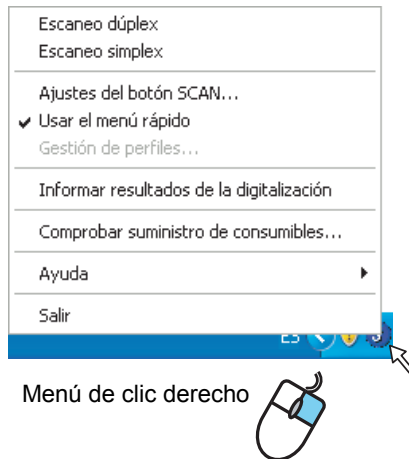 Escaneo dúplex
Escaneo simplex
Ajustes del botón SCAN...
Usar el menú rápido
Gestión de perfiles...
Informar resultados de la digitalización
Comprobar suministro de consumibles...
Ayuda
Salir
ES
Menú de clic derecho